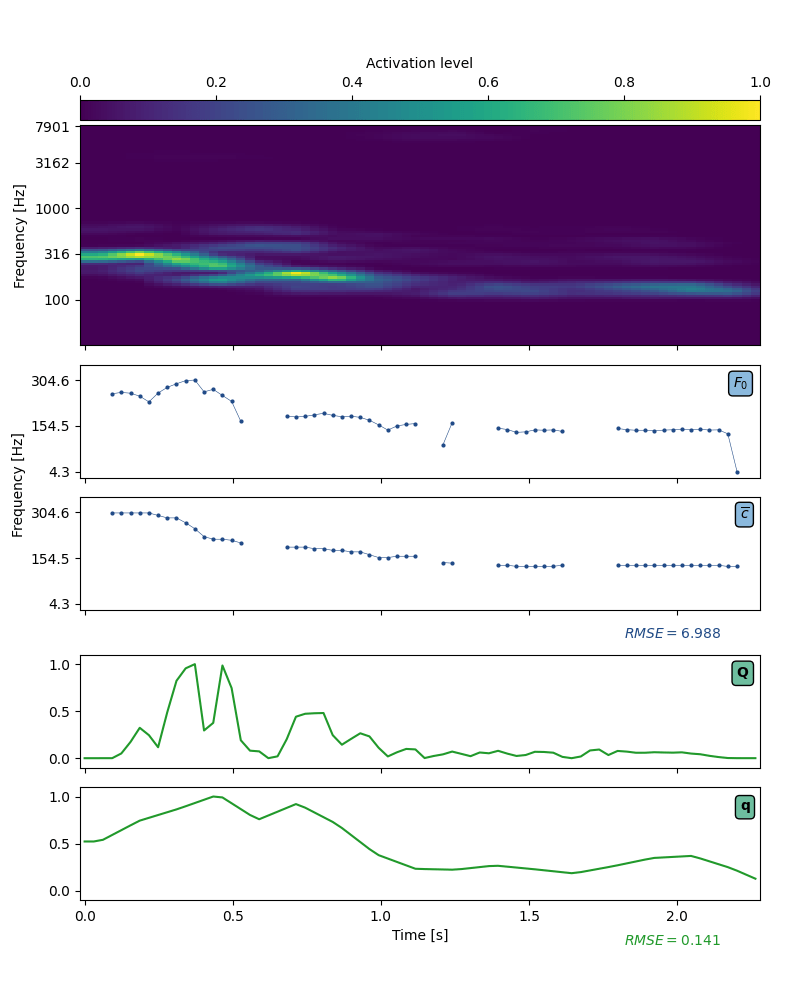 Activation level
0.0 0.2 0.4 0.6 0.8 1.0
Frequency [Hz]
7901
3162
1000
316
100
Frequency [Hz]
304.6
154.5
4.3
F₀
304.6
154.5
4.3
c̅
RMSE = 6.988
1.0
0.5
0.0
Q
1.0
0.5
0.0
q
0.0 0.5 1.0 1.5 2.0
Time [s]
RMSE = 0.141